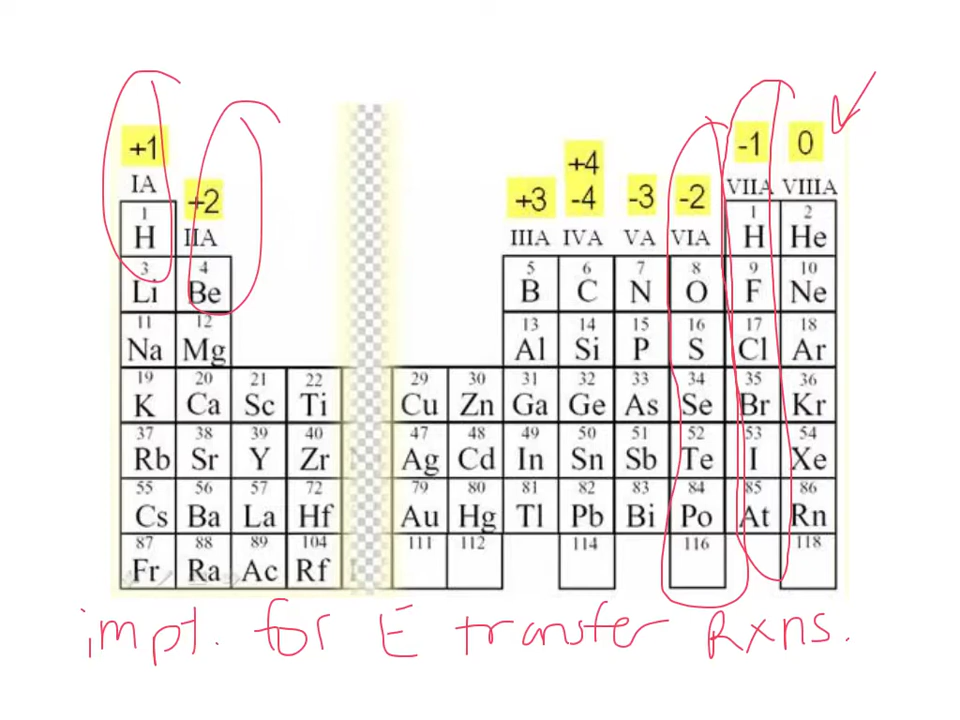 +1 -1 0
+4
IA +2 +3 -4 -3 -2 VIIA VIIIA
1 H IIA IIIA IVA VA VIA 1 H 2 He
3 Li 4 Be 5 B 6 C 7 N 8 O 9 F 10 Ne
11 Na 12 Mg 13 Al 14 Si 15 P 16 S 17 Cl 18 Ar
19 K 20 Ca 21 Sc 22 Ti 29 Cu 30 Zn 31 Ga 32 Ge 33 As 34 Se 35 Br 36 Kr
37 Rb 38 Sr 39 Y 40 Zr 47 Ag 48 Cd 49 In 50 Sn 51 Sb 52 Te 53 I 54 Xe
55 Cs 56 Ba 57 La 72 Hf 79 Au 80 Hg 81 Tl 82 Pb 83 Bi 84 Po 85 At 86 Rn
87 Fr 88 Ra 89 Ac 104 Rf 111 112 114 116 118
impt. for E transfer Rxns.